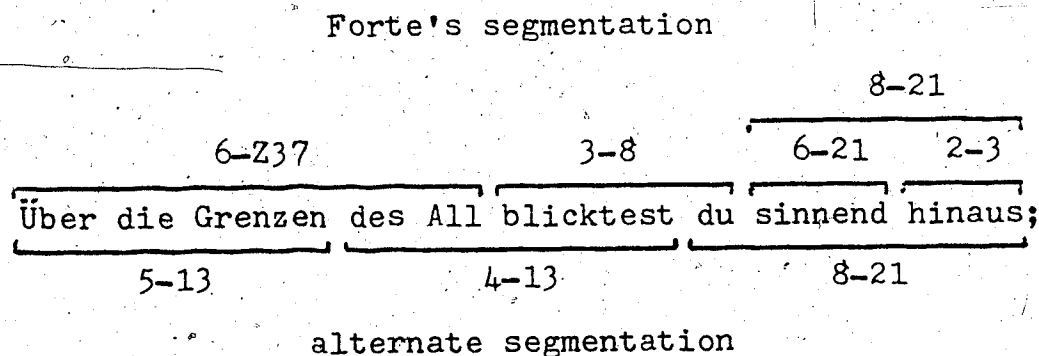 Forte's segmentation
8-21
6-Z37 3-8 6-21 2-3
Über die Grenzen des All blicktest du sinnend hinaus;
5-13 4-13 8-21
alternate segmentation